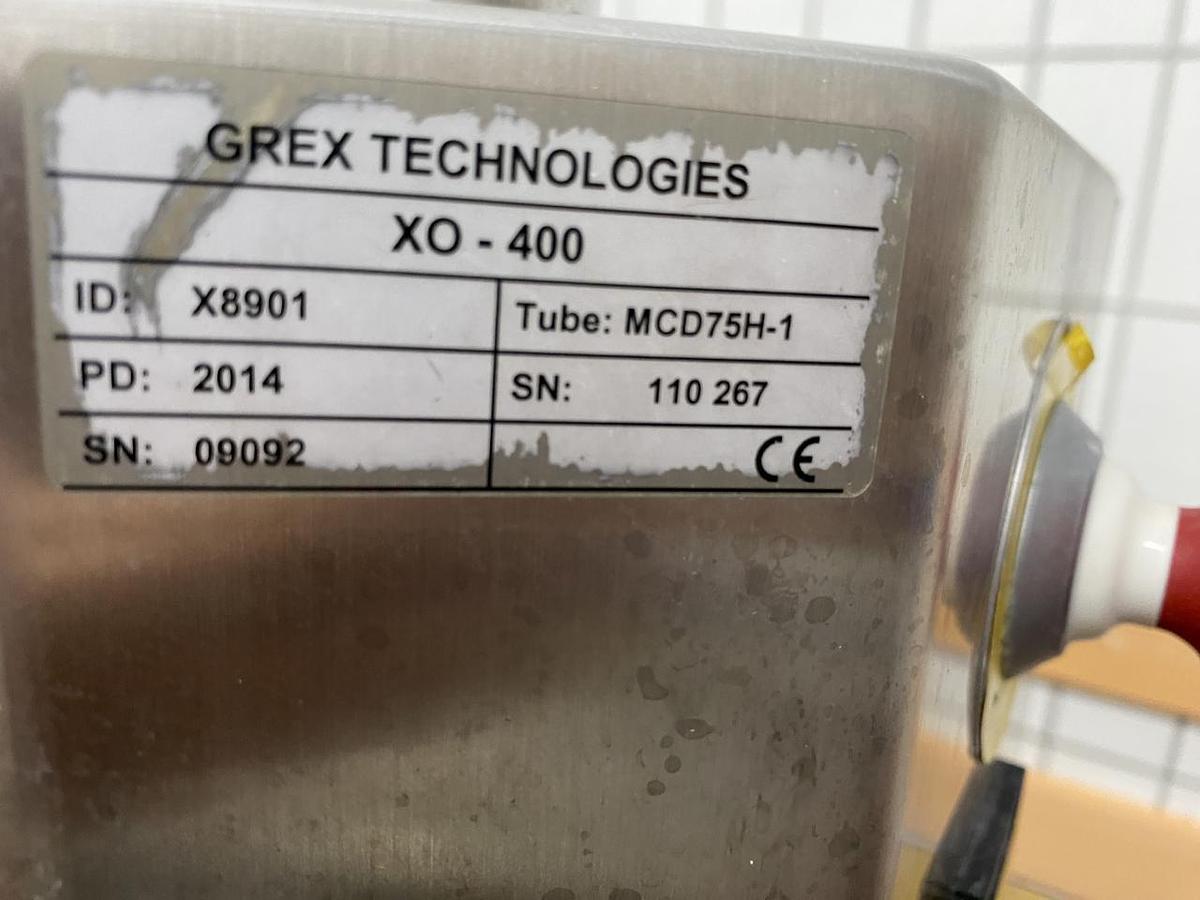 GREX TECHNOLOGIES
XO - 400
ID: X8901 Tube: MCD75H-1
PD: 2014 SN: 110 267
SN: 09092 CE